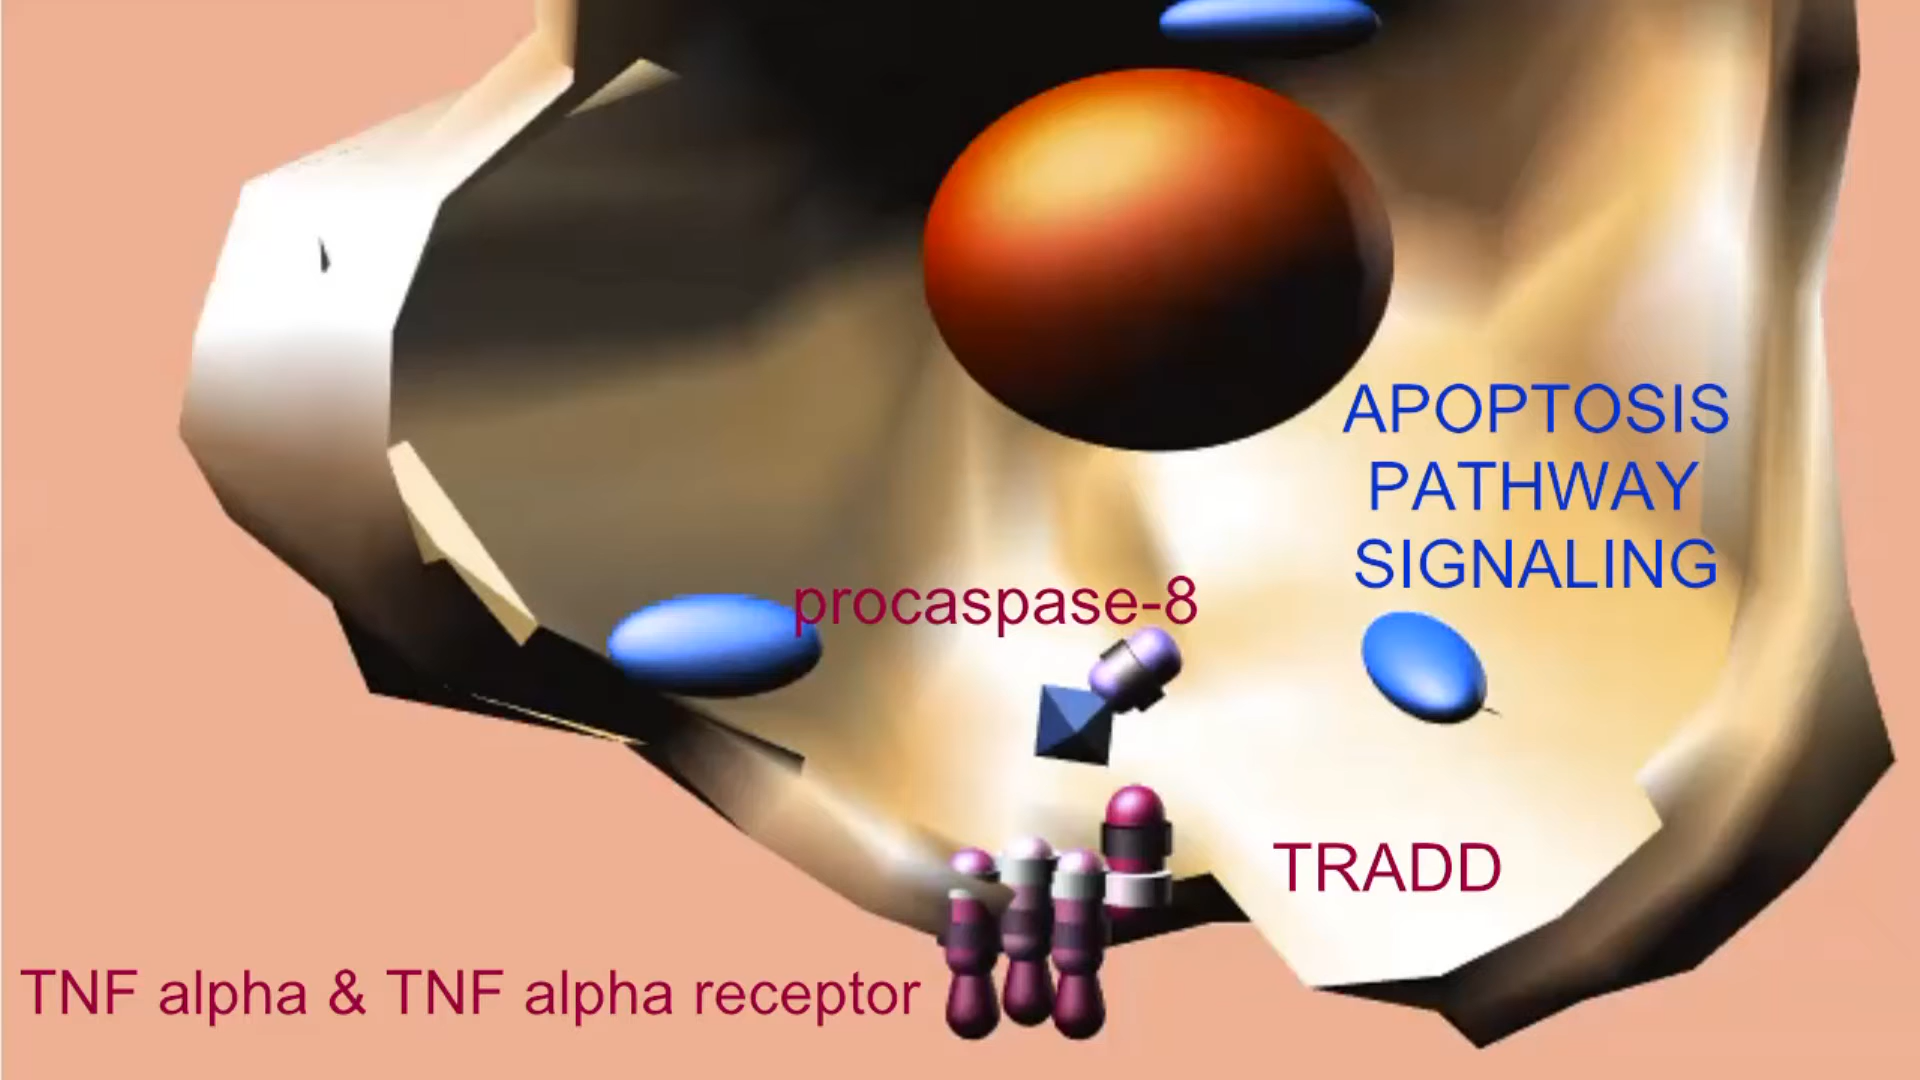 APOPTOSIS
PATHWAY
SIGNALING
procaspase-8
TRADD
TNF alpha & TNF alpha receptor